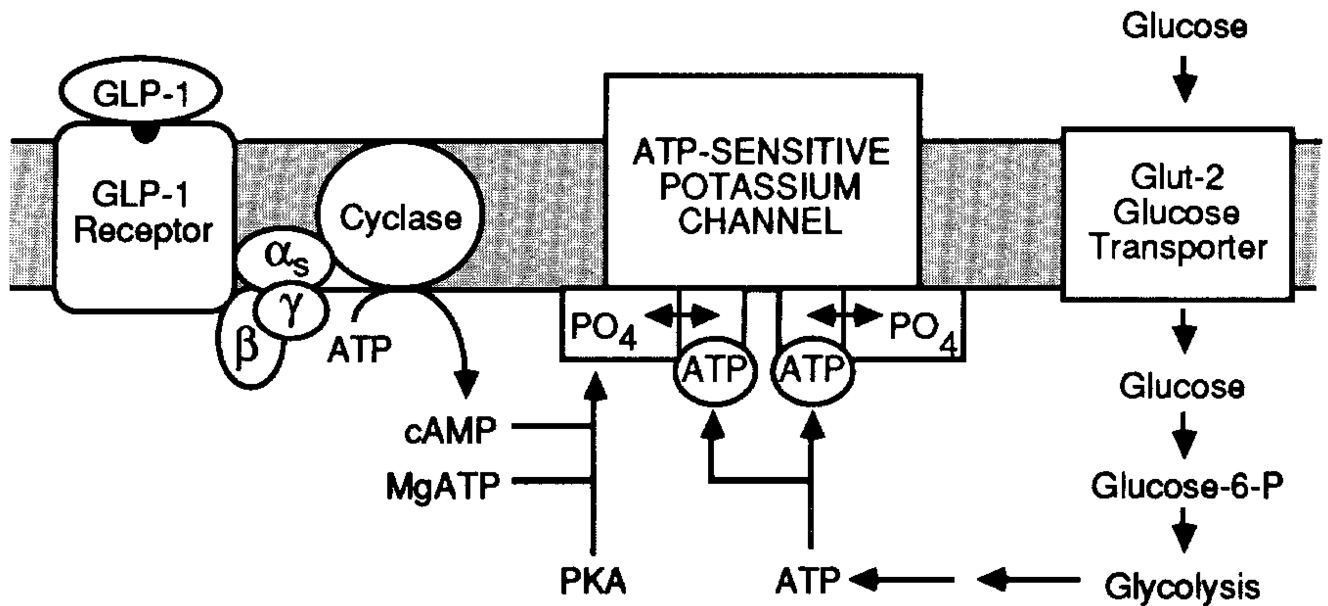 Glucose
GLP-1
GLP-1
Receptor
αs
β
γ
Cyclase
ATP
cAMP
MgATP
PKA
ATP-SENSITIVE
POTASSIUM
CHANNEL
PO4
ATP
ATP
PO4
ATP
Glut-2
Glucose
Transporter
Glucose
Glucose-6-P
Glycolysis